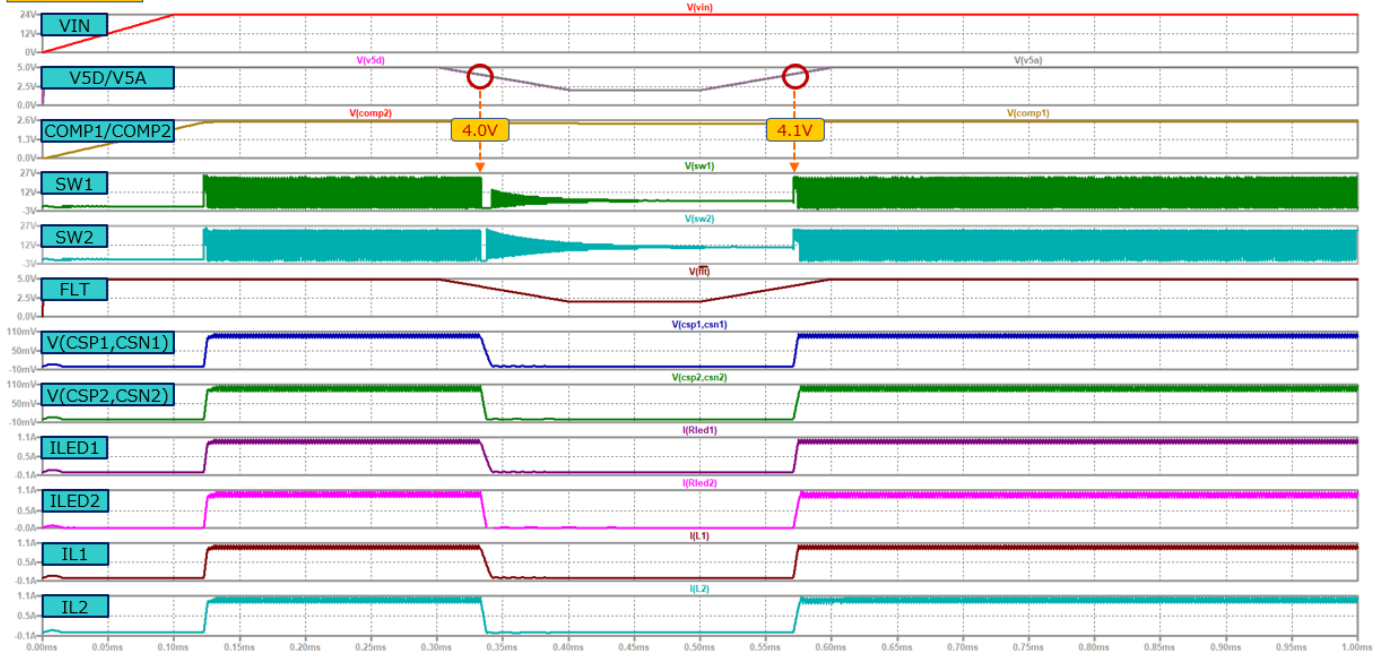 V(vin)
24V
VIN
12V
0V
V(v5d)
V(v5a)
5.0V
V5D/V5A
2.5V
0.0V
V(comp2)
V(comp1)
2.6V
COMP1/COMP2
4.0V
4.1V
1.3V
0.0V
V(sw1)
27V
SW1
12V
-3V
V(sw2)
27V
SW2
12V
-3V
V(flt)
5.0V
FLT
2.5V
0.0V
V(csp1,csn1)
110mV
V(CSP1,CSN1)
50mV
-10mV
V(csp2,csn2)
110mV
V(CSP2,CSN2)
50mV
-10mV
I(Rled1)
1.1A
ILED1
0.5A
-0.1A
I(Rled2)
1.1A
ILED2
0.5A
-0.0A
I(L1)
1.1A
IL1
0.5A
-0.1A
I(L2)
1.1A
IL2
0.5A
-0.1A
0.00ms 0.05ms 0.10ms 0.15ms 0.20ms 0.25ms 0.30ms 0.35ms 0.40ms 0.45ms 0.50ms 0.55ms 0.60ms 0.65ms 0.70ms 0.75ms 0.80ms 0.85ms 0.90ms 0.95ms 1.00ms